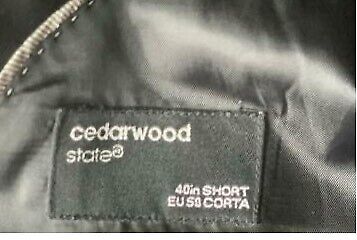 cedarwood
state®
40in SHORT
EU 50 CORTA